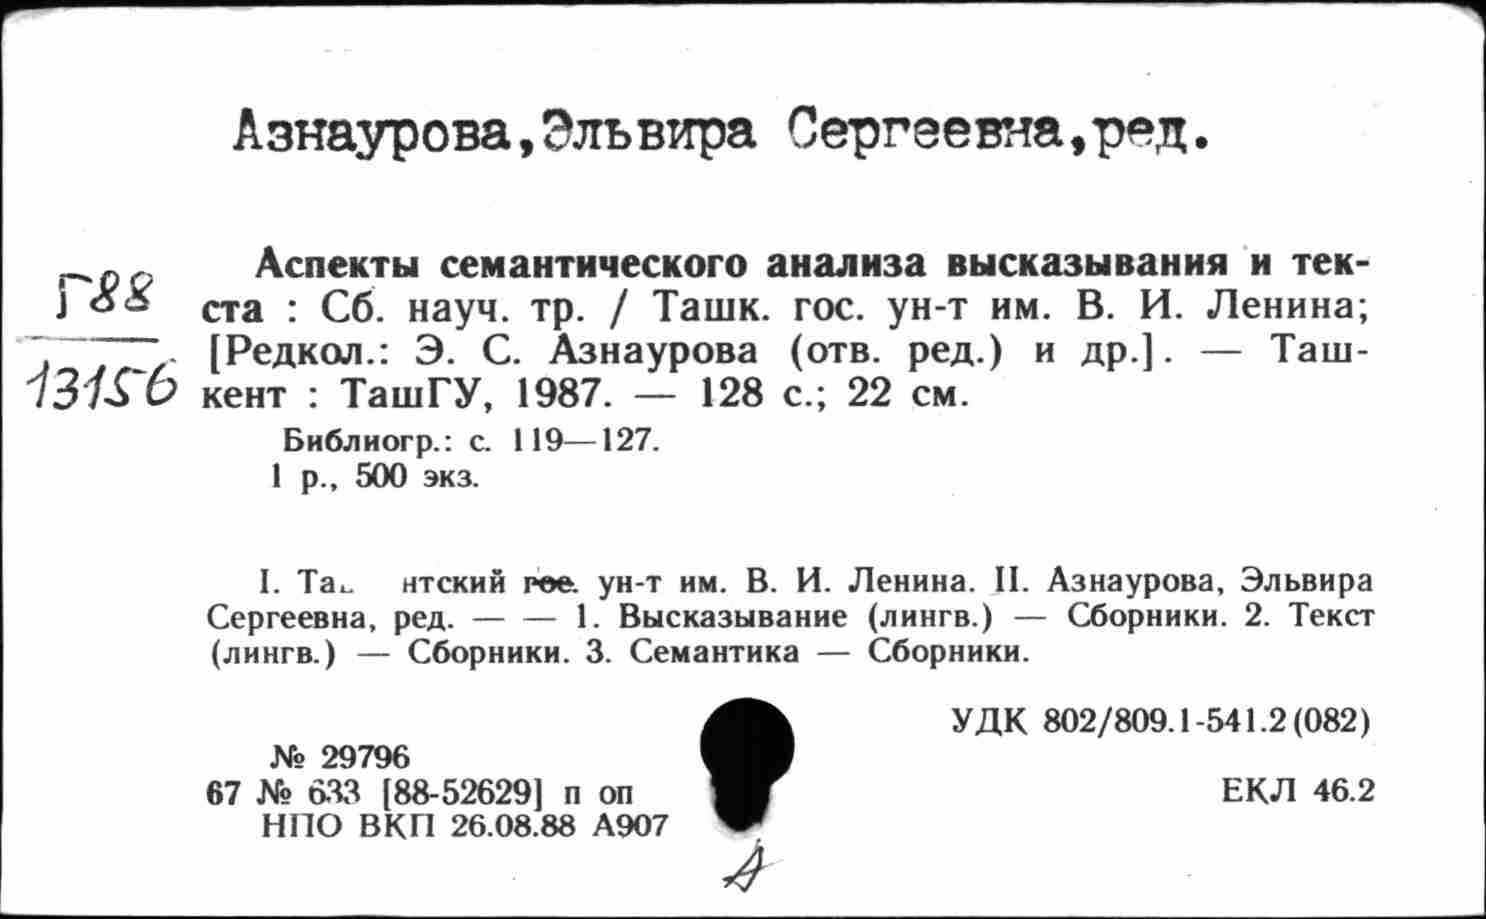 Азнаурова,Эльвира Сергеевна,ред.
Г88
13156
Аспекты семантического анализа высказывания и тек-
ста : Сб. науч. тр. / Ташк. гос. ун-т им. В. И. Ленина;
[Редкол.: Э. С. Азнаурова (отв. ред.) и др.]. — Таш-
кент : ТашГУ, 1987. — 128 с.; 22 см.
Библиогр.: с. 119—127.
1 р., 500 экз.
I. нтский гос. ун-т им. В. И. Ленина. II. Азнаурова, Эльвира
Сергеевна, ред. — — 1. Высказывание (лингв.) — Сборники. 2. Текст
(лингв.) — Сборники. 3. Семантика — Сборники.
УДК 802/809.1-541.2(082)
№ 29796
67 № 633 [88-52629] п оп
ЕКЛ 46.2
НПО ВКП 26.08.88 А907
А